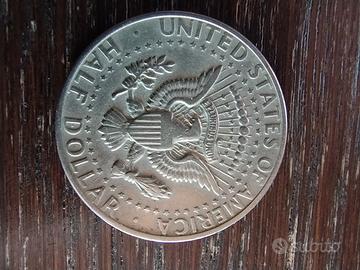 UNITED STATES OF AMERICA
HALF DOLLAR
subito